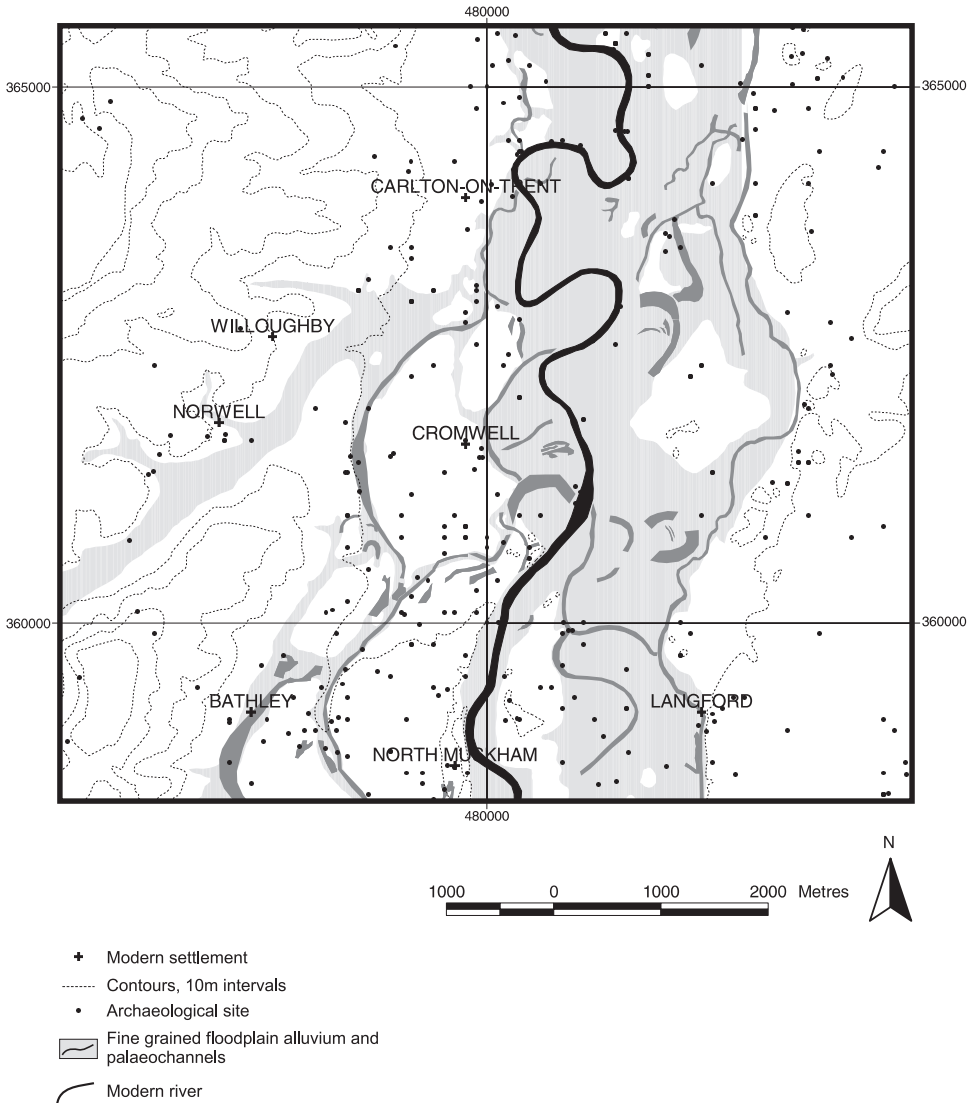 480000
365000
365000
CARLTON-ON-TRENT
WILLOUGHBY
NORWELL
CROMWELL
360000
360000
BATHLEY
LANGFORD
NORTH MUSKHAM
480000
N
1000 0 1000 2000 Metres
Modern settlement
Contours, 10m intervals
Archaeological site
Fine grained floodplain alluvium and
palaeochannels
Modern river